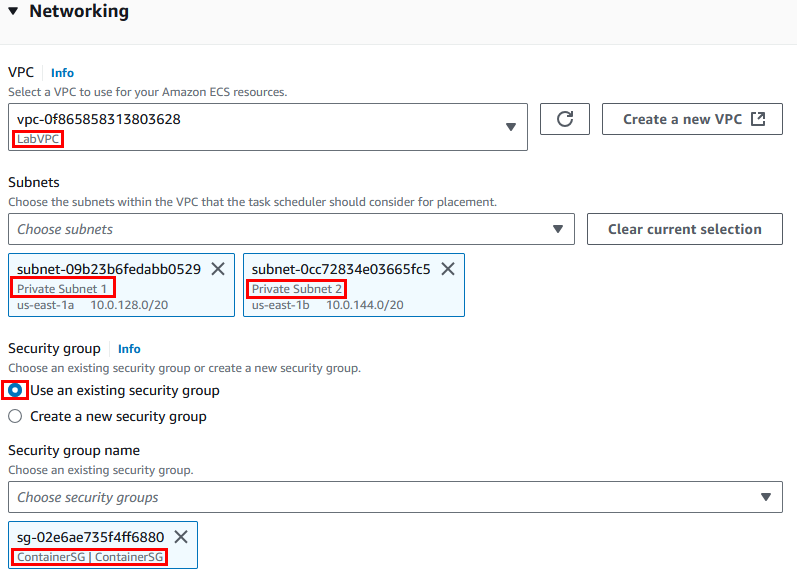 Networking
VPC Info
Select a VPC to use for your Amazon ECS resources.
vpc-0f865858313803628
LabVPC
Create a new VPC
Subnets
Choose the subnets within the VPC that the task scheduler should consider for placement.
Choose subnets
Clear current selection
subnet-09b23b6fedabb0529
Private Subnet 1
us-east-1a 10.0.128.0/20
subnet-0cc72834e03665fc5
Private Subnet 2
us-east-1b 10.0.144.0/20
Security group Info
Choose an existing security group or create a new security group.
Use an existing security group
Create a new security group
Security group name
Choose an existing security group.
Choose security groups
sg-02e6ae735f4ff6880
ContainerSG | ContainerSG